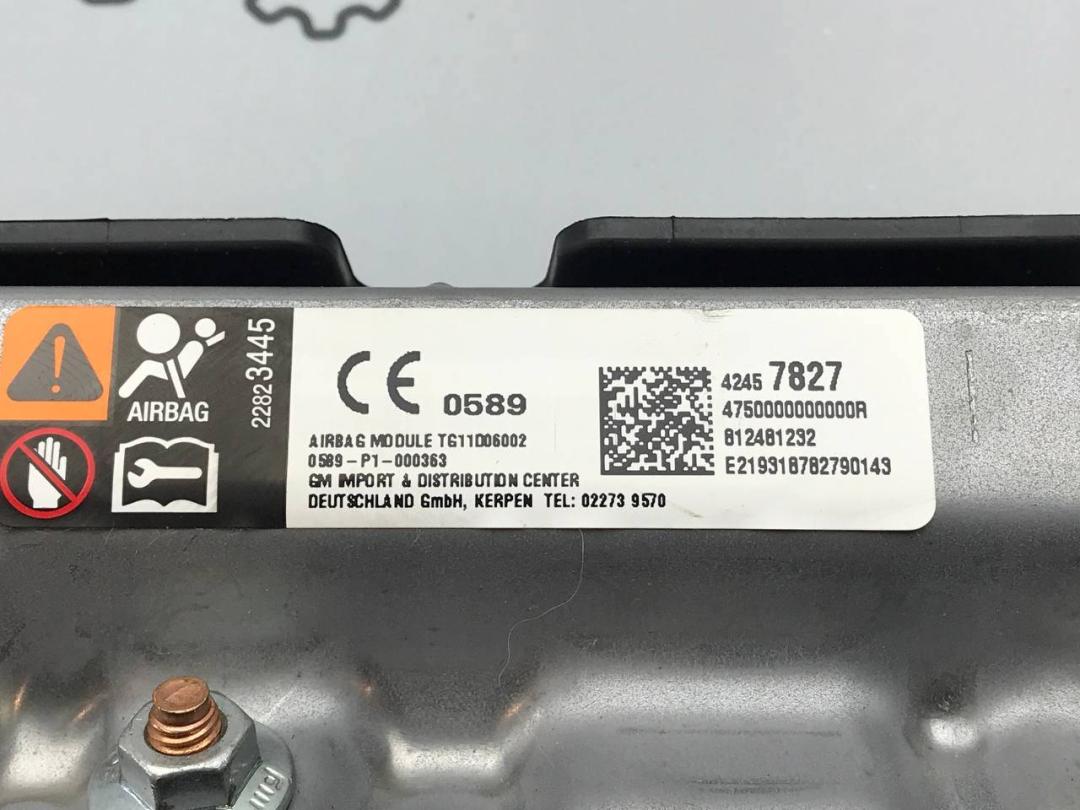 AIRBAG
22823445
CE 0589
AIRBAG MODULE TG11D06002
0589-P1-000363
GM IMPORT & DISTRIBUTION CENTER
DEUTSCHLAND GmbH, KERPEN TEL: 02273 9570
4245 7827
4750000000000R
812481232
E219318782790143